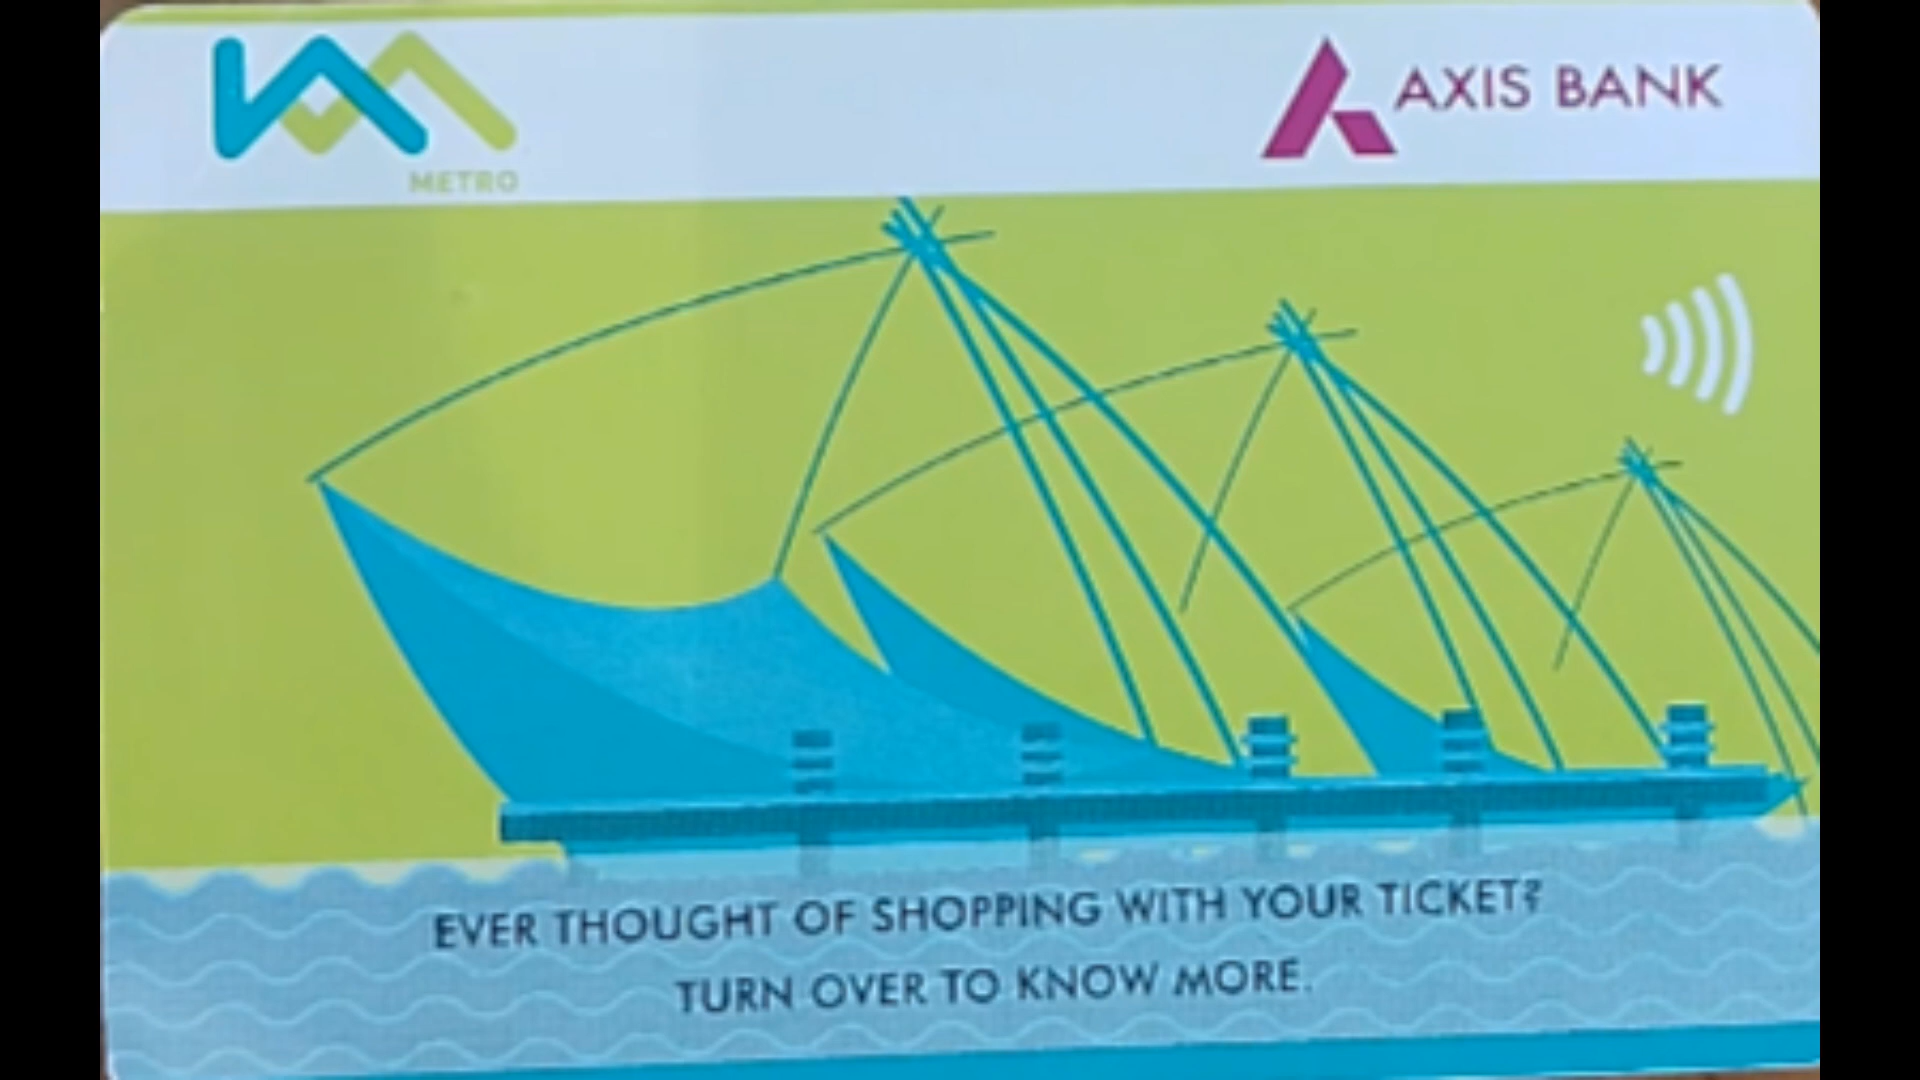 METRO
AXIS BANK
EVER THOUGHT OF SHOPPING WITH YOUR TICKET?
TURN OVER TO KNOW MORE.